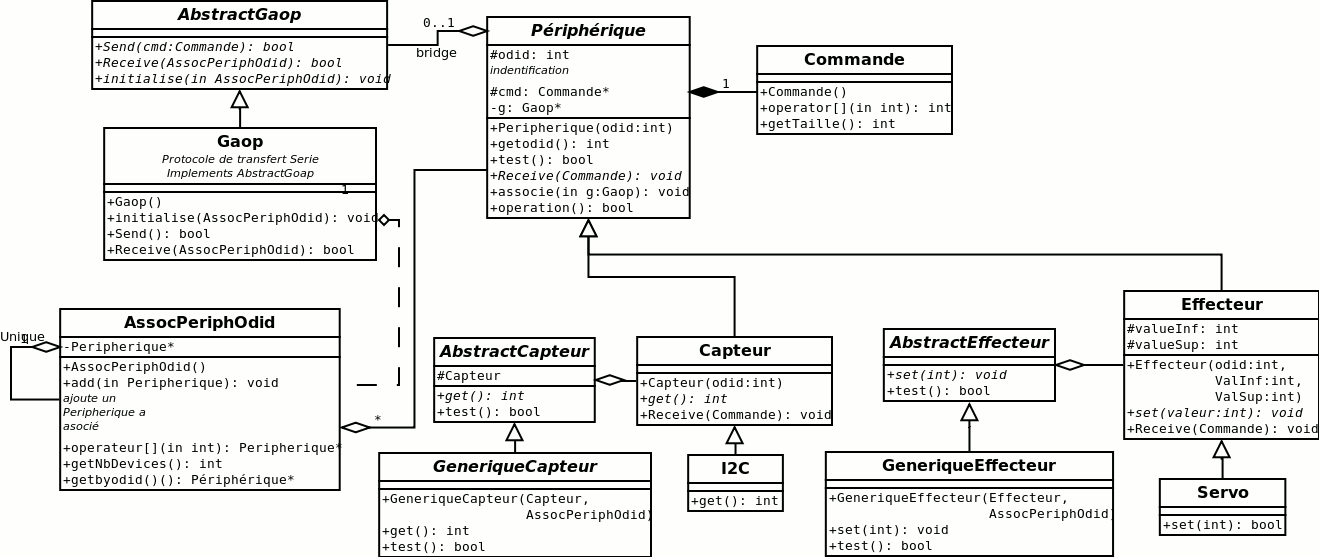 AbstractGaop
+Send(cmd:Commande): bool
+Receive(AssocPeriphOdid): bool
+initialise(in AssocPeriphOdid): void
0..1
bridge
Périphérique
#odid: int
indentification
#cmd: Commande*
-g: Gaop*
+Peripherique(odid:int)
+getodid(): int
+test(): bool
+Receive(Commande): void
+associe(in g:Gaop): void
+operation(): bool
1
Commande
+Commande()
+operator[](in int): int
+getTaille(): int
Gaop
Protocole de transfert Serie
Implements AbstractGoap
1
+Gaop()
+initialise(AssocPeriphOdid): void
+Send(): bool
+Receive(AssocPeriphOdid): bool
Unique
AssocPeriphOdid
-Peripherique*
+AssocPeriphOdid()
+add(in Peripherique): void
ajoute un
Peripherique a
asocié
+operateur[](in int): Peripherique*
+getNbDevices(): int
+getbyodid()(): Périphérique*
*
AbstractCapteur
#Capteur
+get(): int
+test(): bool
Capteur
+Capteur(odid:int)
+get(): int
+Receive(Commande): void
AbstractEffecteur
+set(int): void
+test(): bool
Effecteur
#valueInf: int
#valueSup: int
+Effecteur(odid:int,
ValInf:int,
ValSup:int)
+set(valeur:int): void
+Receive(Commande): void
GeneriqueCapteur
+GeneriqueCapteur(Capteur,
AssocPeriphOdid)
+get(): int
+test(): bool
I2C
+get(): int
GeneriqueEffecteur
+GeneriqueEffecteur(Effecteur,
AssocPeriphOdid)
+set(int): void
+test(): bool
Servo
+set(int): bool